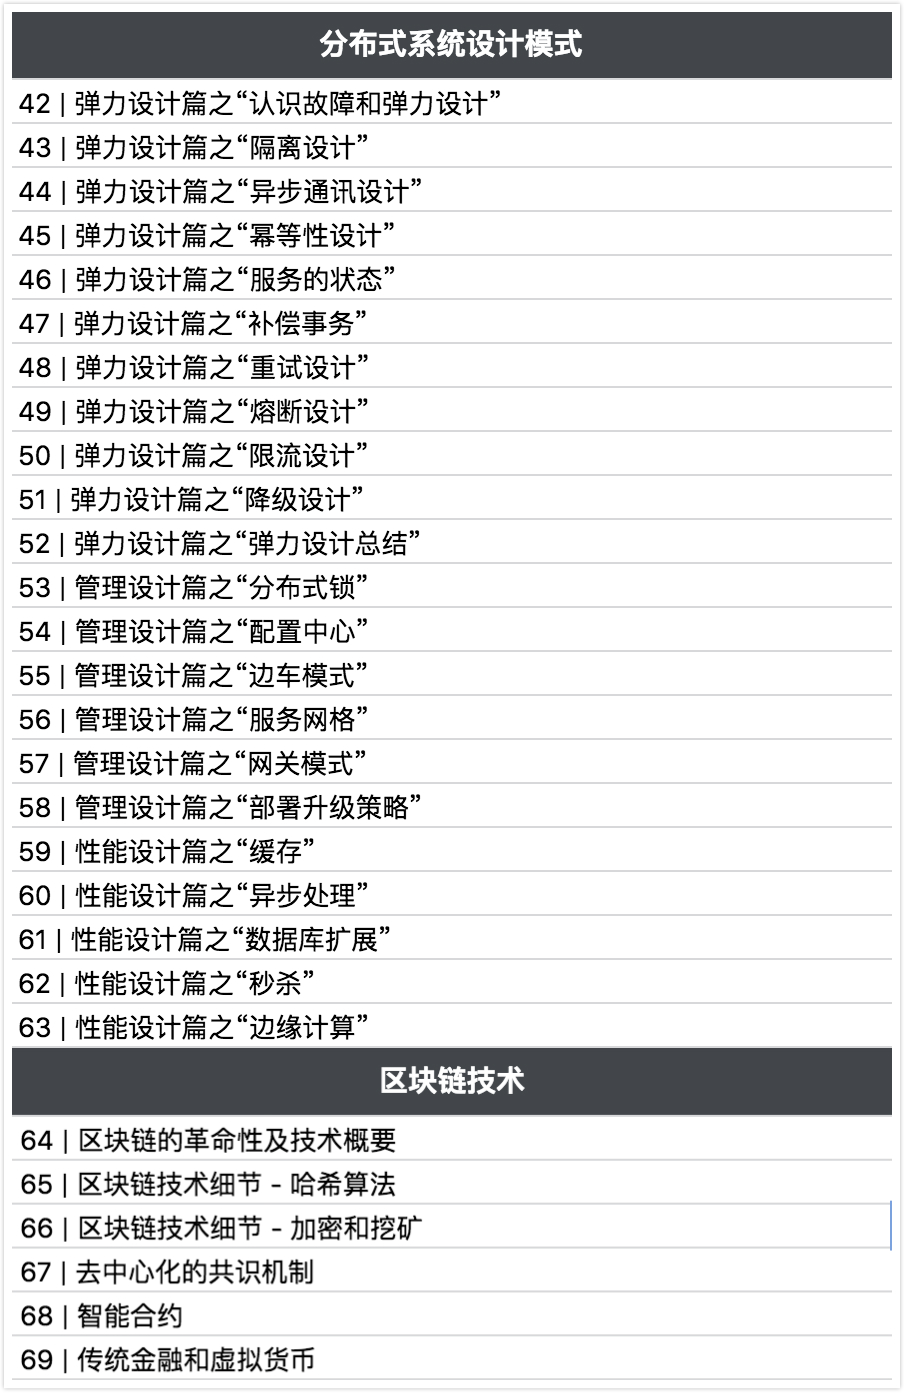 分布式系统设计模式
42 | 弹力设计篇之“认识故障和弹力设计”
43 | 弹力设计篇之“隔离设计”
44 | 弹力设计篇之“异步通讯设计”
45 | 弹力设计篇之“幂等性设计”
46 | 弹力设计篇之“服务的状态”
47 | 弹力设计篇之“补偿事务”
48 | 弹力设计篇之“重试设计”
49 | 弹力设计篇之“熔断设计”
50 | 弹力设计篇之“限流设计”
51 | 弹力设计篇之“降级设计”
52 | 弹力设计篇之“弹力设计总结”
53 | 管理设计篇之“分布式锁”
54 | 管理设计篇之“配置中心”
55 | 管理设计篇之“边车模式”
56 | 管理设计篇之“服务网格”
57 | 管理设计篇之“网关模式”
58 | 管理设计篇之“部署升级策略”
59 | 性能设计篇之“缓存”
60 | 性能设计篇之“异步处理”
61 | 性能设计篇之“数据库扩展”
62 | 性能设计篇之“秒杀”
63 | 性能设计篇之“边缘计算”
区块链技术
64 | 区块链的革命性及技术概要
65 | 区块链技术细节 - 哈希算法
66 | 区块链技术细节 - 加密和挖矿
67 | 去中心化的共识机制
68 | 智能合约
69 | 传统金融和虚拟货币